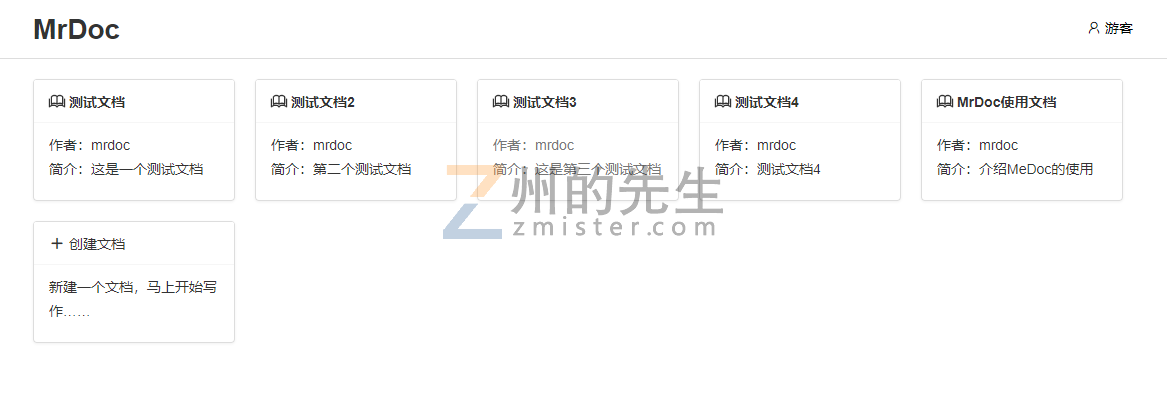 MrDoc
游客
测试文档
作者：mrdoc
简介：这是一个测试文档
测试文档2
作者：mrdoc
简介：第二个测试文档
测试文档3
作者：mrdoc
简介：这是第三个测试文档
测试文档4
作者：mrdoc
简介：测试文档4
MrDoc使用文档
作者：mrdoc
简介：介绍MeDoc的使用
Z州的先生
zmister.com
创建文档
新建一个文档，马上开始写
作……